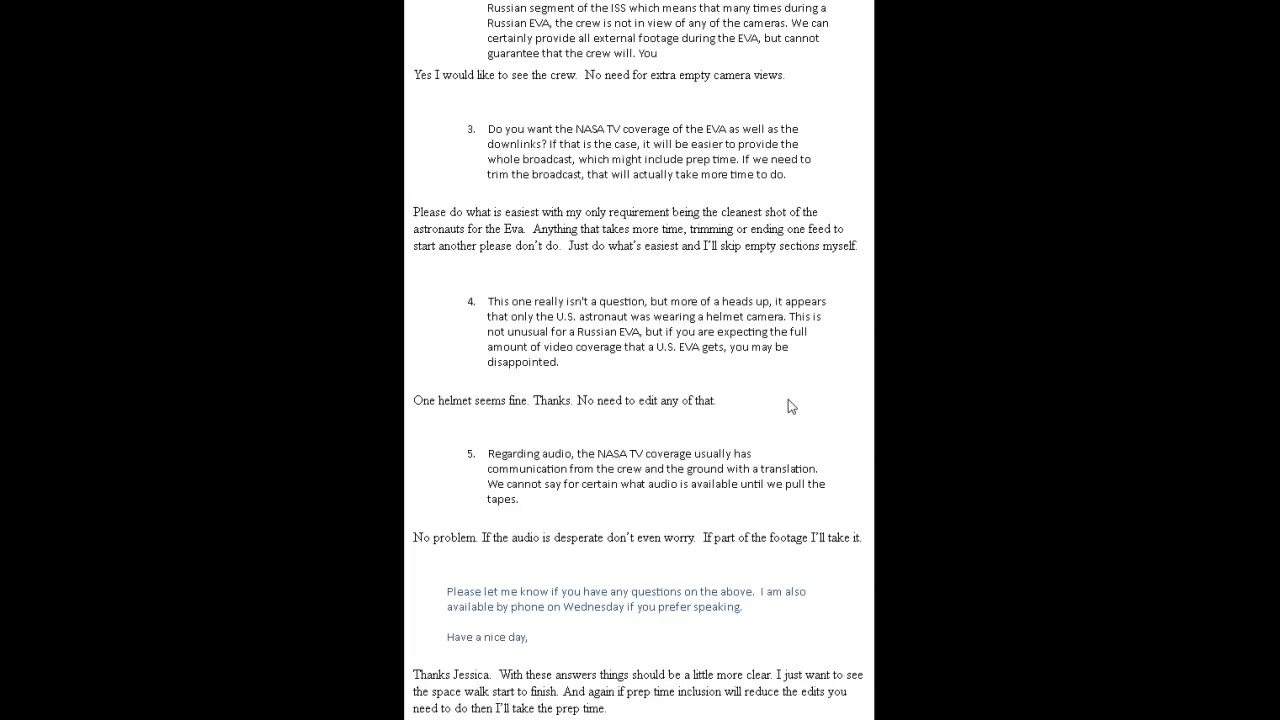 Russian segment of the ISS which means that many times during a
Russian EVA, the crew is not in view of any of the cameras. We can
certainly provide all external footage during the EVA, but cannot
guarantee that the crew will. You
Yes I would like to see the crew.  No need for extra empty camera views.
3. Do you want the NASA TV coverage of the EVA as well as the
downlinks? If that is the case, it will be easier to provide the
whole broadcast, which might include prep time. If we need to
trim the broadcast, that will actually take more time to do.
Please do what is easiest with my only requirement being the cleanest shot of the
astronauts for the Eva.  Anything that takes more time, trimming or ending one feed to
start another please don't do.  Just do what's easiest and I'll skip empty sections myself.
4. This one really isn't a question, but more of a heads up, it appears
that only the U.S. astronaut was wearing a helmet camera. This is
not unusual for a Russian EVA, but if you are expecting the full
amount of video coverage that a U.S. EVA gets, you may be
disappointed.
One helmet seems fine. Thanks. No need to edit any of that.
5. Regarding audio, the NASA TV coverage usually has
communication from the crew and the ground with a translation.
We cannot say for certain what audio is available until we pull the
tapes.
No problem. If the audio is desperate don't even worry.  If part of the footage I'll take it.
Please let me know if you have any questions on the above.  I am also
available by phone on Wednesday if you prefer speaking.
Have a nice day,
Thanks Jessica.  With these answers things should be a little more clear. I just want to see
the space walk start to finish. And again if prep time inclusion will reduce the edits you
need to do then I'll take the prep time.